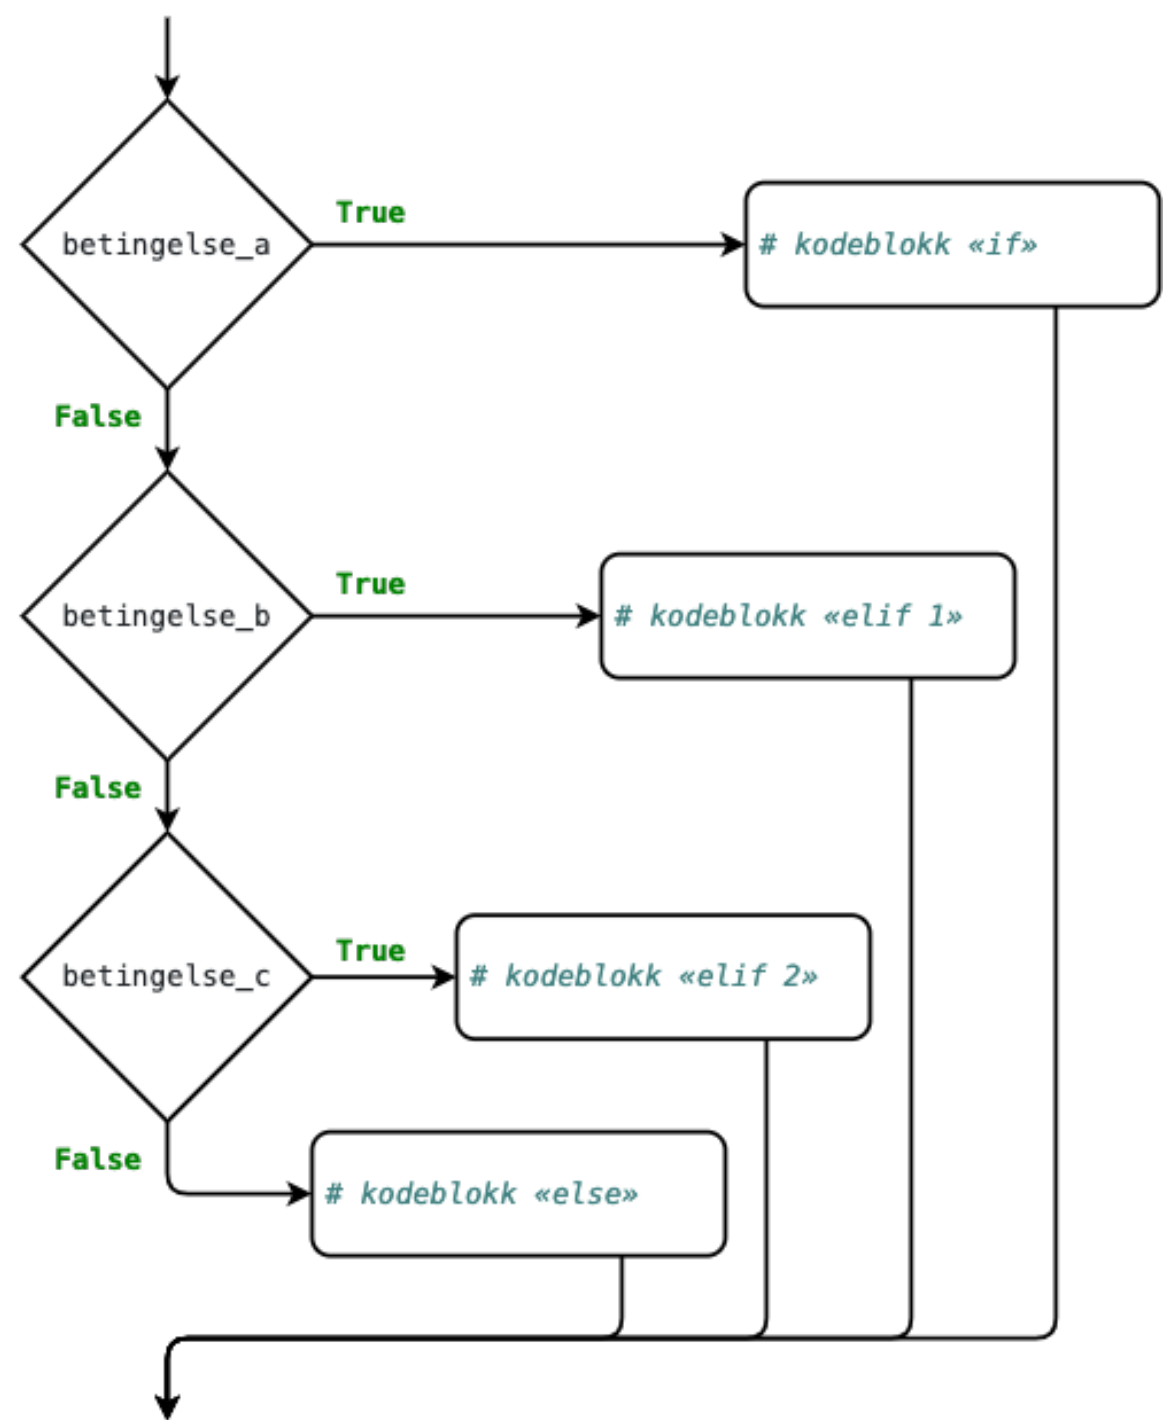 True
betingelse_a
# kodeblokk «if»
False
True
betingelse_b
# kodeblokk «elif 1»
False
True
betingelse_c
# kodeblokk «elif 2»
False
# kodeblokk «else»